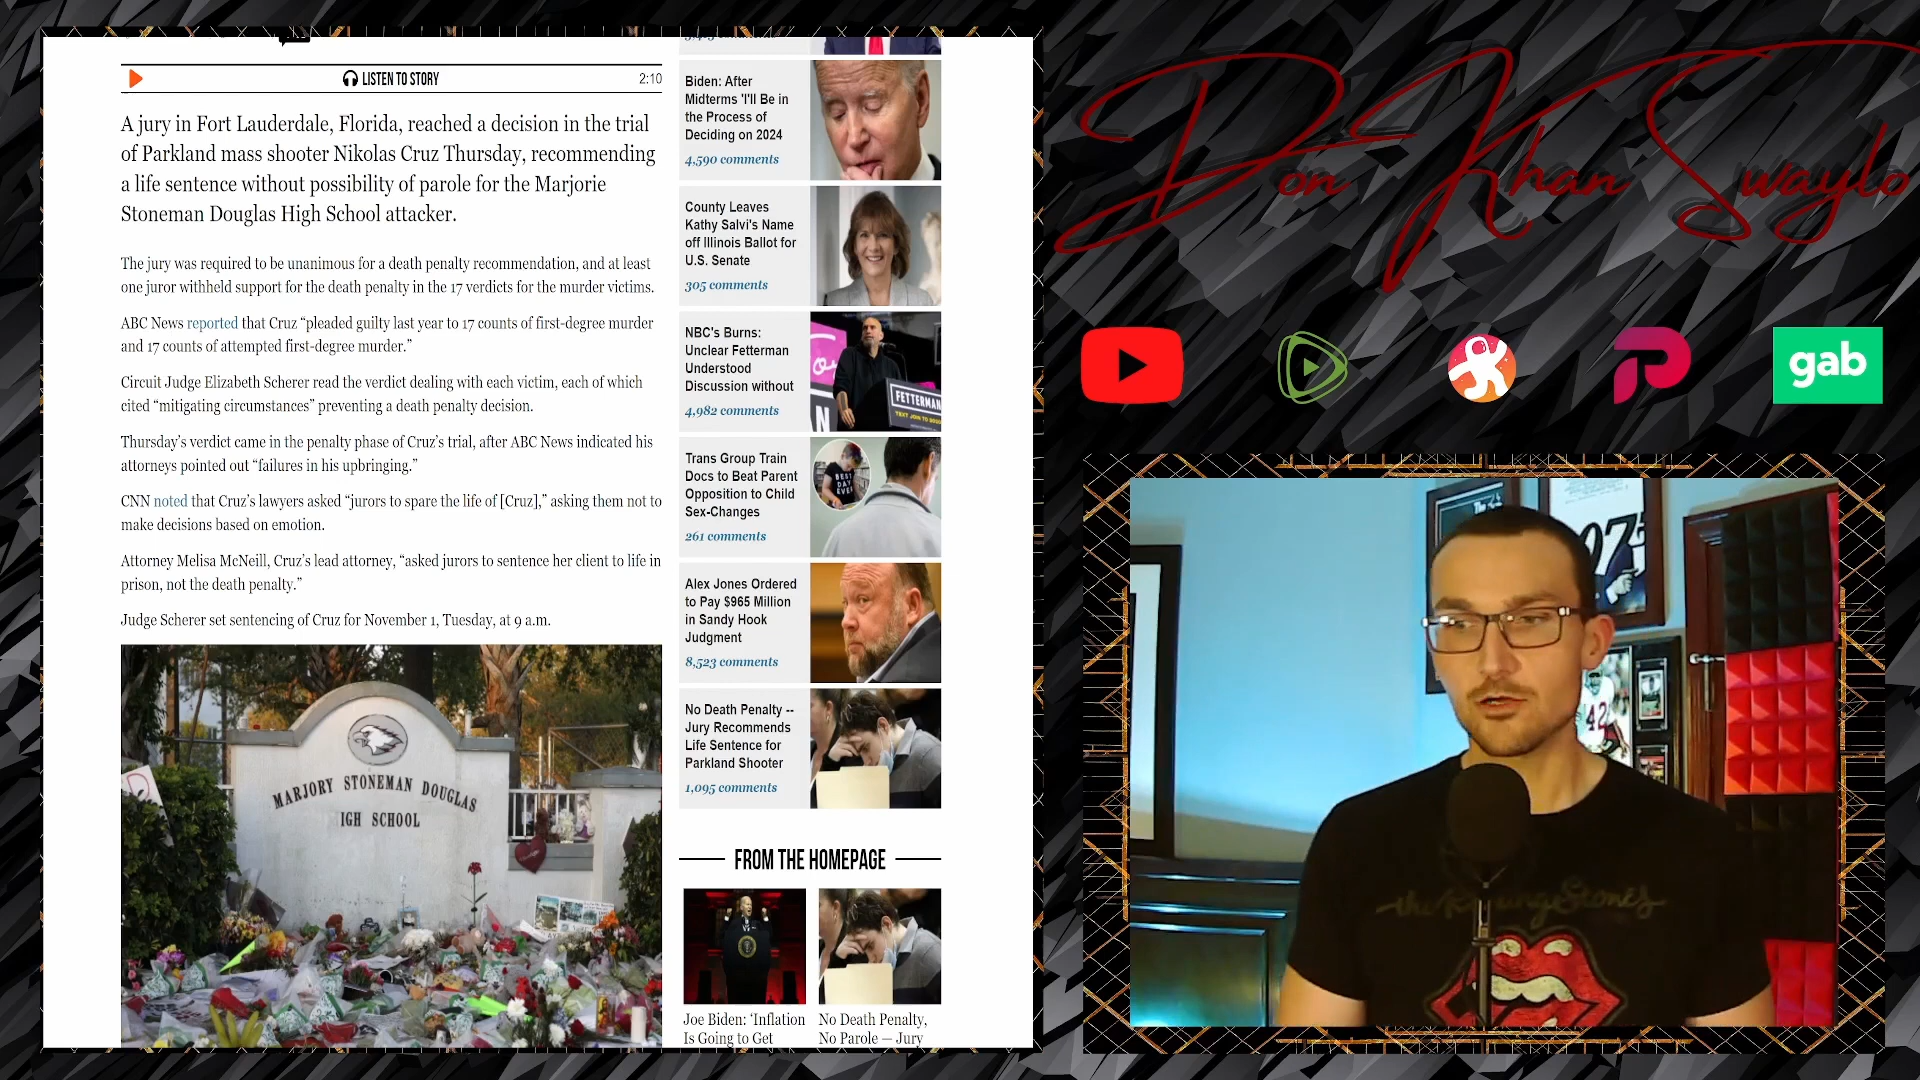 LISTEN TO STORY
2:10
A jury in Fort Lauderdale, Florida, reached a decision in the trial
of Parkland mass shooter Nikolas Cruz Thursday, recommending
a life sentence without possibility of parole for the Marjorie
Stoneman Douglas High School attacker.
The jury was required to be unanimous for a death penalty recommendation, and at least
one juror withheld support for the death penalty in the 17 verdicts for the murder victims.
ABC News reported that Cruz “pleaded guilty last year to 17 counts of first-degree murder
and 17 counts of attempted first-degree murder.”
Circuit Judge Elizabeth Scherer read the verdict dealing with each victim, each of which
cited “mitigating circumstances” preventing a death penalty decision.
Thursday’s verdict came in the penalty phase of Cruz’s trial, after ABC News indicated his
attorneys pointed out “failures in his upbringing.”
CNN noted that Cruz’s lawyers asked “jurors to spare the life of [Cruz],” asking them not to
make decisions based on emotion.
Attorney Melisa McNeill, Cruz’s lead attorney, “asked jurors to sentence her client to life in
prison, not the death penalty.”
Judge Scherer set sentencing of Cruz for November 1, Tuesday, at 9 a.m.
MARJORY STONEMAN DOUGLAS
IGH SCHOOL
Biden: After
Midterms 'I'll Be in
the Process of
Deciding on 2024
4,590 comments
County Leaves
Kathy Salvi's Name
off Illinois Ballot for
U.S. Senate
305 comments
NBC's Burns:
Unclear Fetterman
Understood
Discussion without
4,982 comments
FETTERMAN
Trans Group Train
Docs to Beat Parent
Opposition to Child
Sex-Changes
261 comments
BEST
DAY
EVER
Alex Jones Ordered
to Pay $965 Million
in Sandy Hook
Judgment
8,523 comments
No Death Penalty --
Jury Recommends
Life Sentence for
Parkland Shooter
1,095 comments
FROM THE HOMEPAGE
Joe Biden: ‘Inflation
Is Going to Get
No Death Penalty,
No Parole — Jury
Don Khan Swaylo
gab
007
42
the Rolling Stones